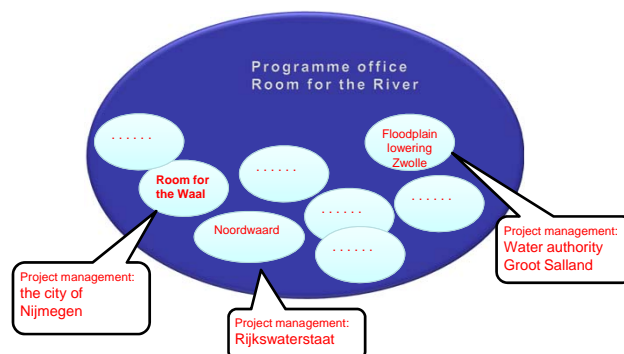 Programme office
Room for the River
. . . . . .
Floodplain
lowering
Zwolle
Room for
the Waal
. . . . . .
. . . . . .
. . . . . .
Noordwaard
. . . . . .
Project management:
Water authority
Groot Salland
Project management:
the city of
Nijmegen
Project management:
Rijkswaterstaat